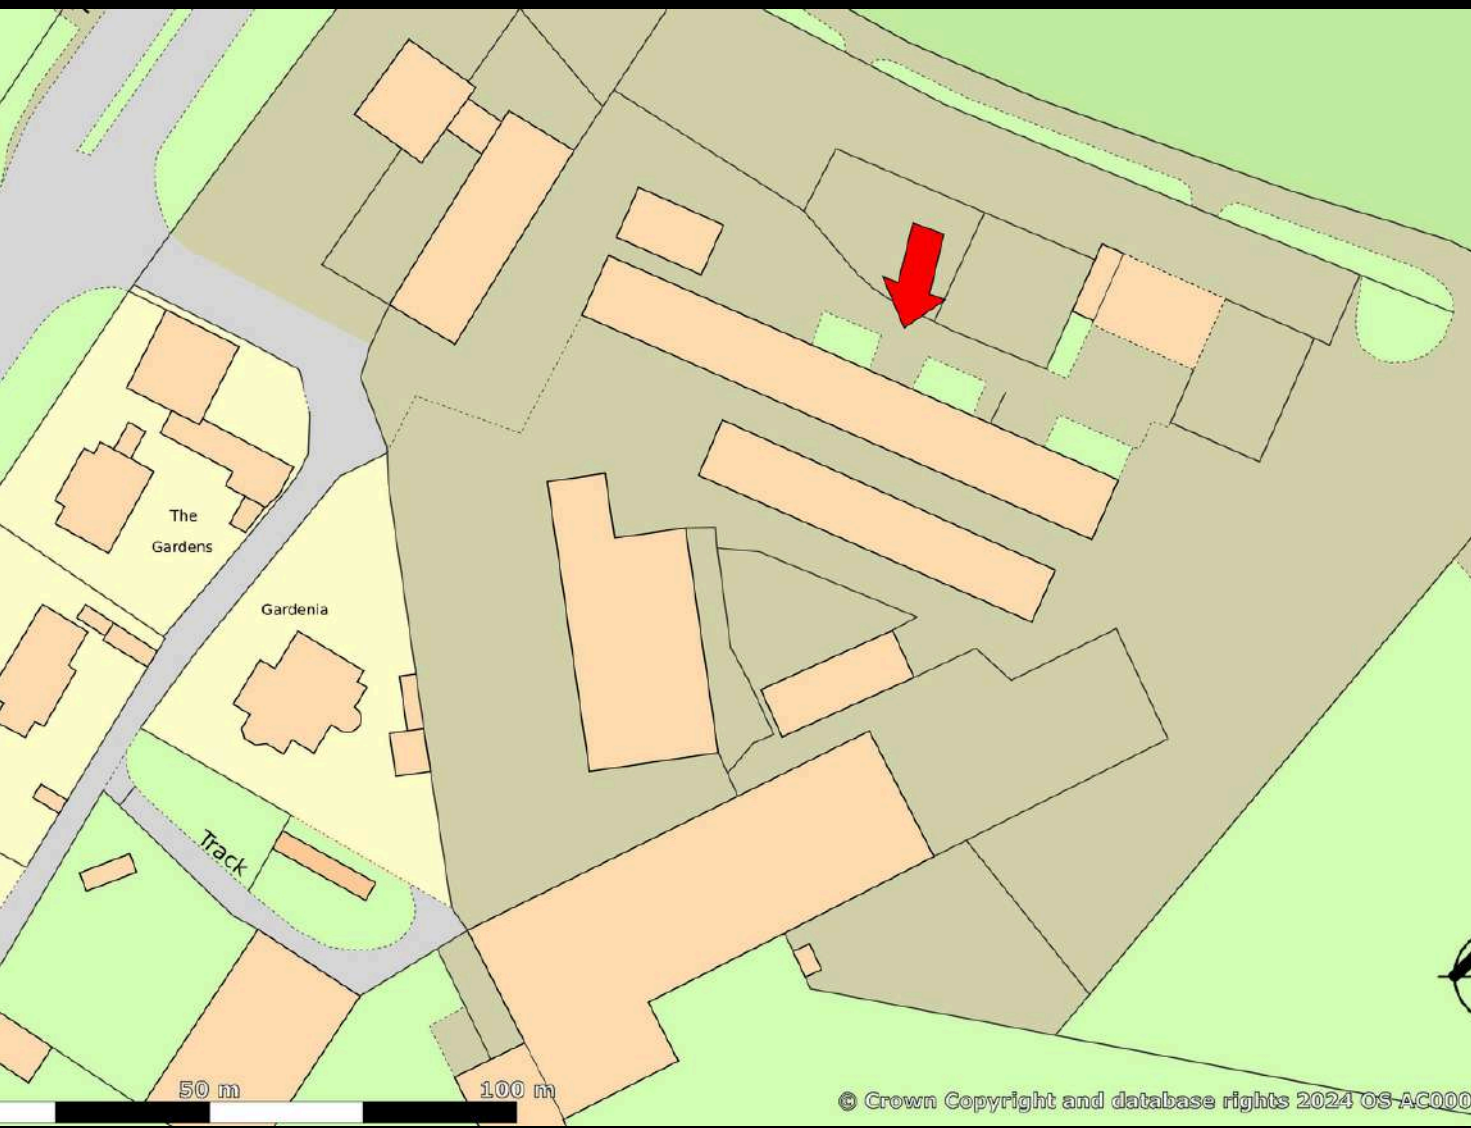 The
Gardens
Gardenia
Track
50 m
100 m
© Crown Copyright and database rights 2024 OS AC000